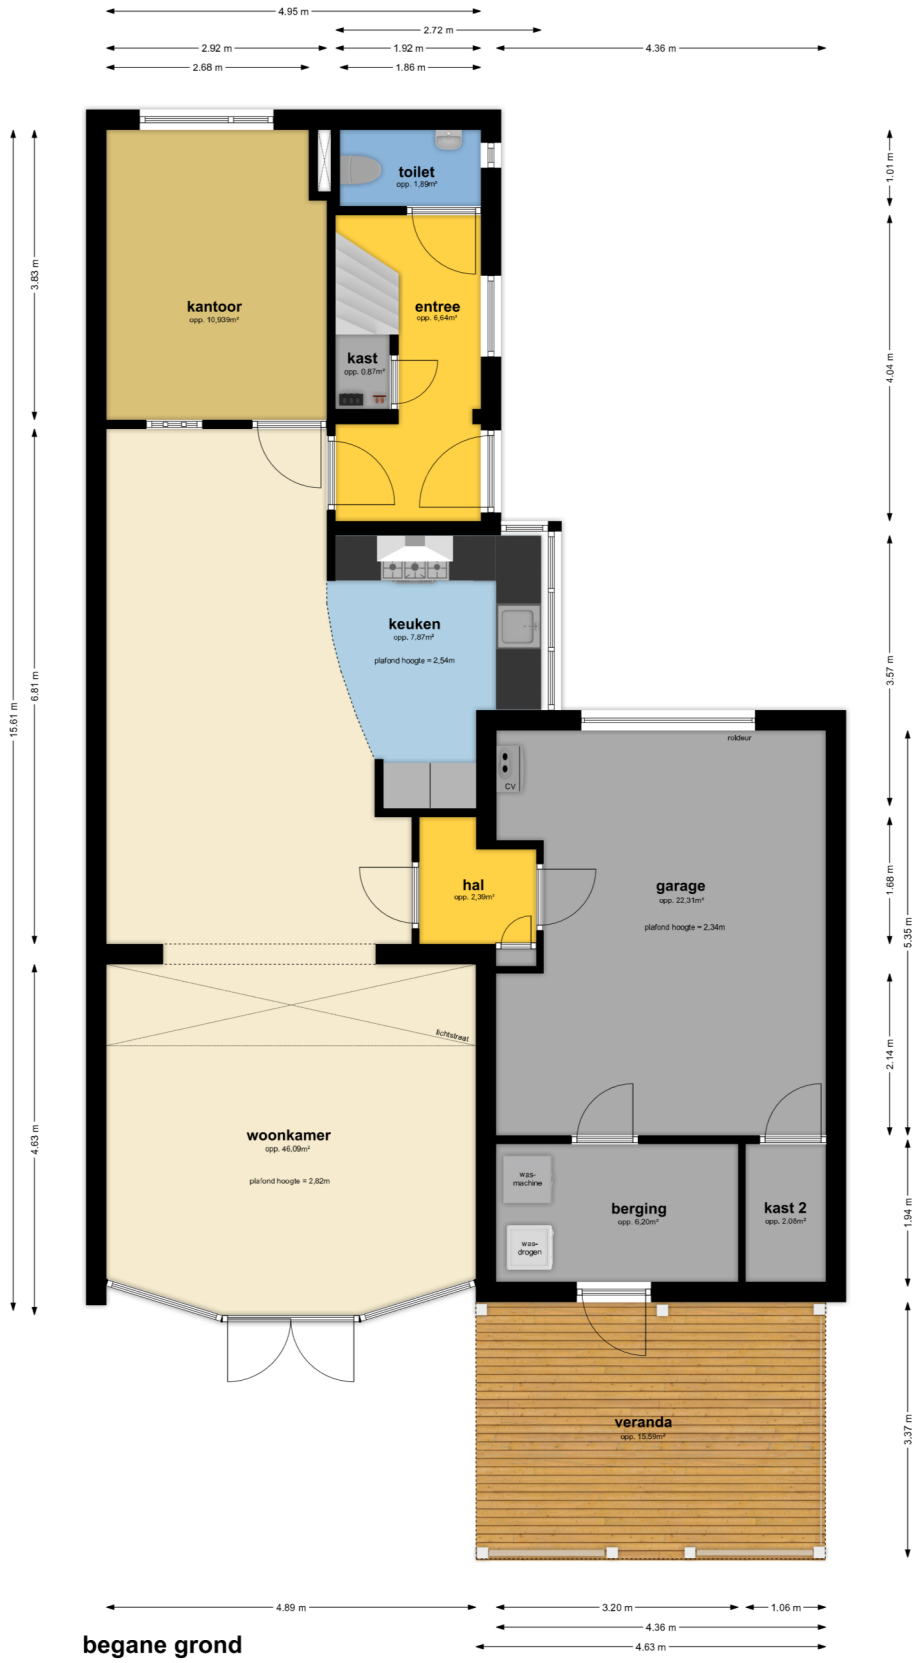 4.95 m
2.72 m
2.92 m
1.92 m
4.36 m
2.68 m
1.86 m
toilet
opp. 1,89m²
1.01 m
kantoor
opp. 10,939m²
entree
opp. 6,64m²
3.83 m
kast
opp. 0.87m²
4.04 m
keuken
opp. 7,87m²
plafond hoogte = 2,54m
3.57 m
6.81 m
15.61 m
roldeur
CV
hal
opp. 2,39m²
garage
opp. 22,31m²
plafond hoogte = 2,34m
1.68 m
5.35 m
lichtstraat
2.14 m
woonkamer
opp. 46,09m²
plafond hoogte = 2,82m
4.63 m
was-
machine
was-
drogen
berging
opp. 6,20m²
kast 2
opp. 2.08m²
1.94 m
veranda
opp. 15,59m²
3.37 m
4.89 m
3.20 m
1.06 m
4.36 m
4.63 m
begane grond